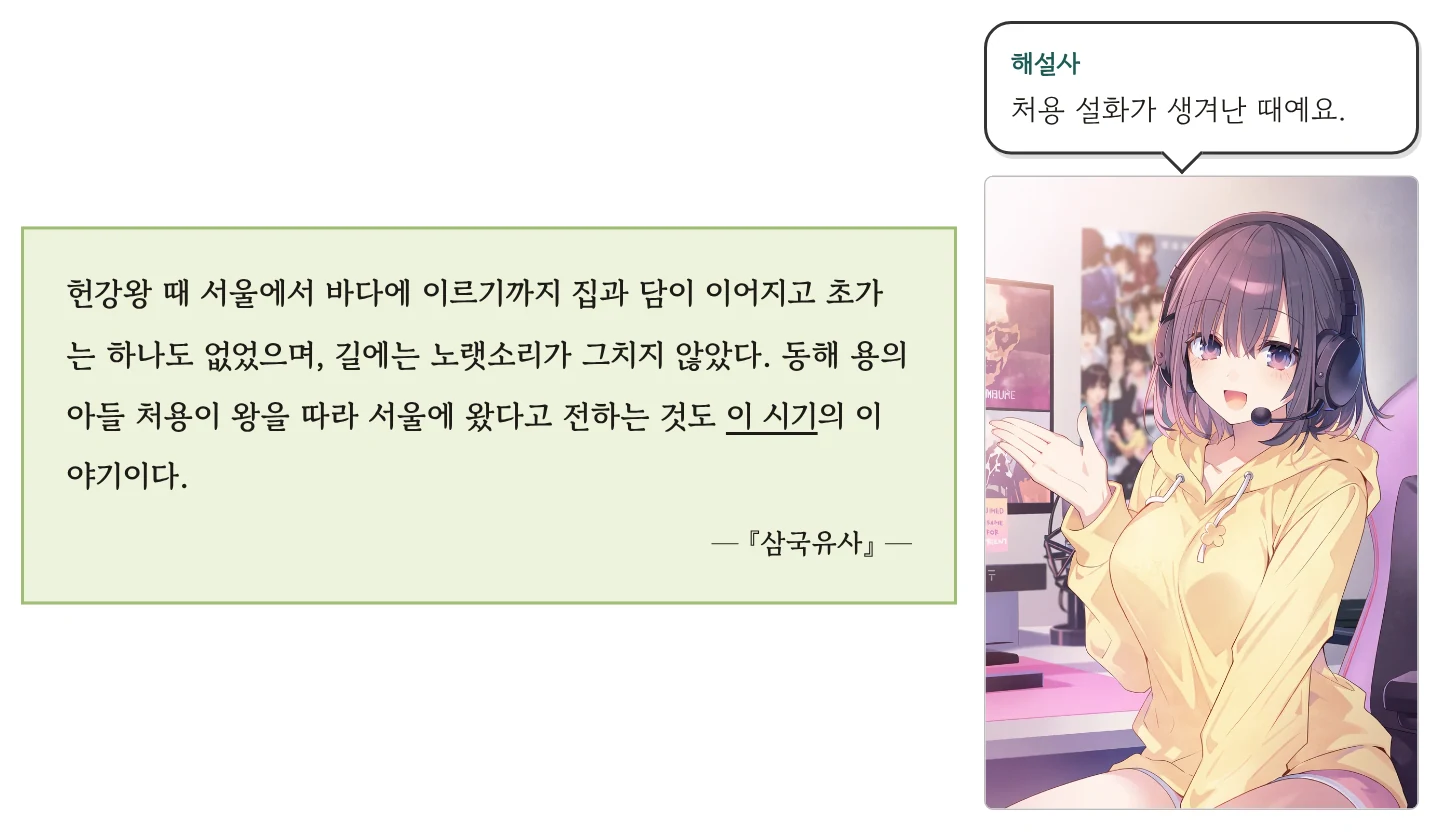 해설사
처용 설화가 생겨난 때예요.
헌강왕 때 서울에서 바다에 이르기까지 집과 담이 이어지고 초가
는 하나도 없었으며, 길에는 노랫소리가 그치지 않았다. 동해 용의
아들 처용이 왕을 따라 서울에 왔다고 전하는 것도 이 시기의 이
야기이다.
― 『삼국유사』 ―